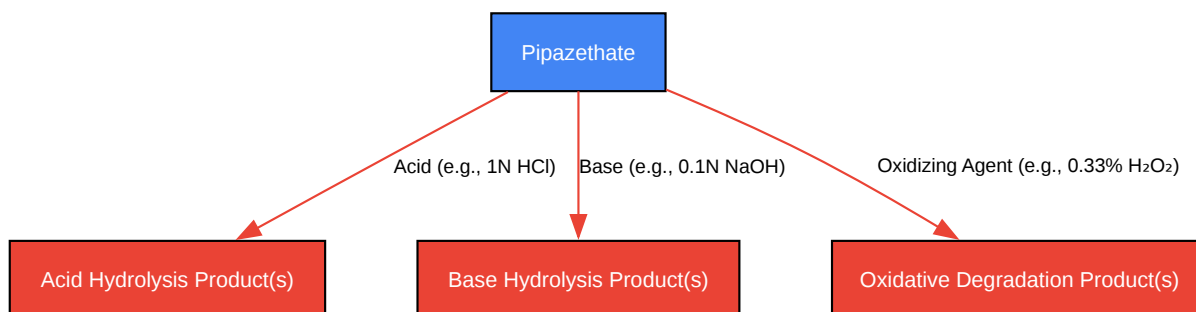 Pipazethate
Acid (e.g., 1N HCl)
Base (e.g., 0.1N NaOH)
Oxidizing Agent (e.g., 0.33% H₂O₂)
Acid Hydrolysis Product(s)
Base Hydrolysis Product(s)
Oxidative Degradation Product(s)